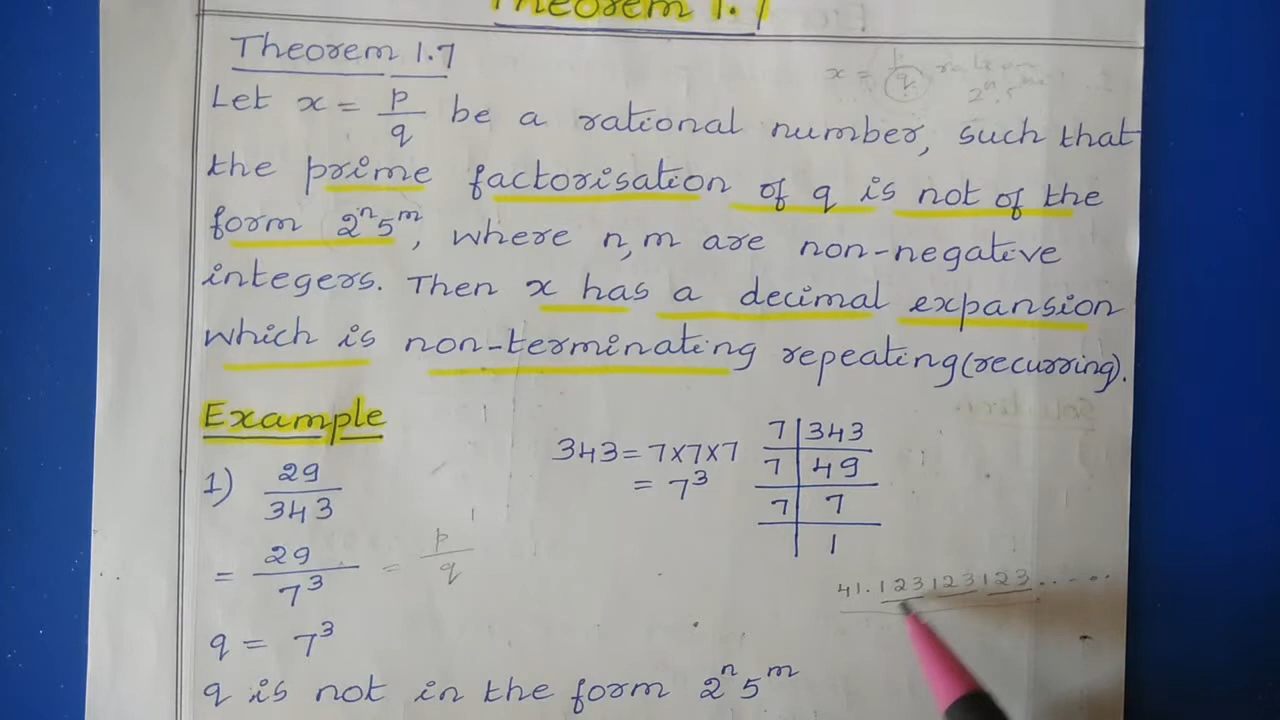 Theorem 1.7
Theorem 1.7
x = p/q
2ⁿ5ᵐ
Let x = p/q be a rational number, such that
the prime factorisation of q is not of the
form 2ⁿ5ᵐ, where n,m are non-negative
integers. Then x has a decimal expansion
which is non-terminating repeating (recurring).
Example
1) 29/343
343 = 7×7×7
= 7³
7 | 343
7 | 49
7 | 7
1
= 29/7³ = p/q
41.123123123.....
q = 7³
q is not in the form 2ⁿ5ᵐ